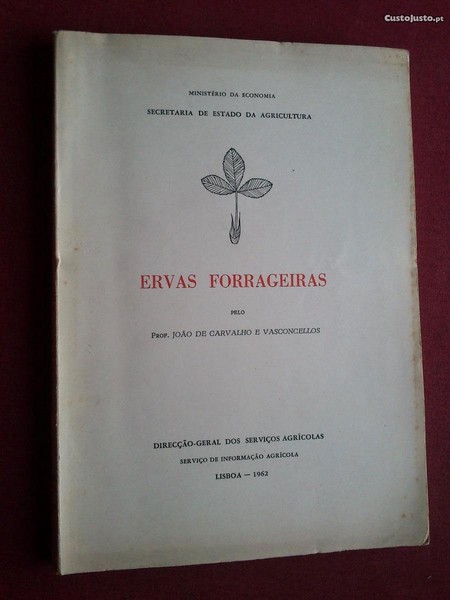 CustoJusto.pt
MINISTÉRIO DA ECONOMIA
SECRETARIA DE ESTADO DA AGRICULTURA
ERVAS FORRAGEIRAS
PELO
PROF. JOÃO DE CARVALHO E VASCONCELLOS
DIRECÇÃO-GERAL DOS SERVIÇOS AGRÍCOLAS
SERVIÇO DE INFORMAÇÃO AGRÍCOLA
LISBOA — 1962